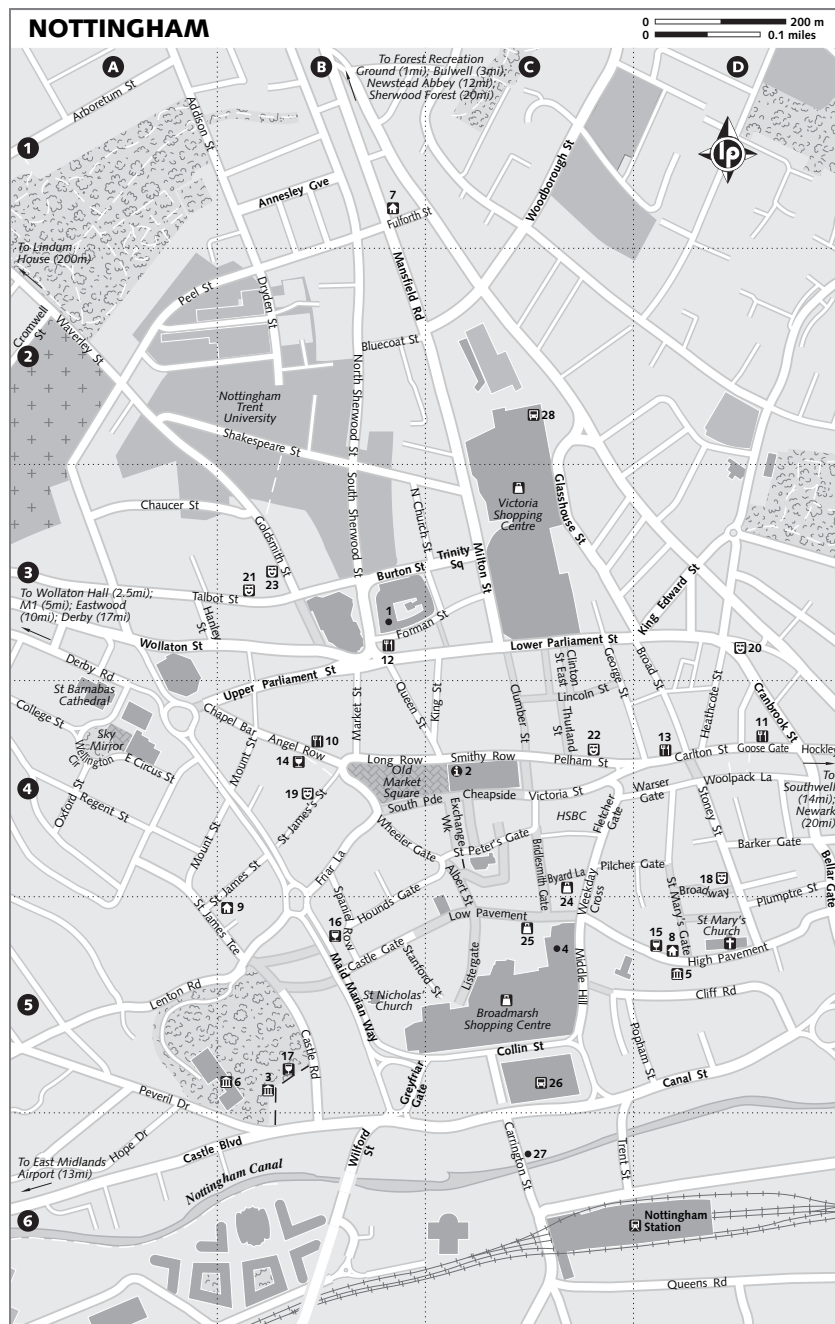 NOTTINGHAM
0 200 m
0 0.1 miles
A
B
C
D
To Forest Recreation
Ground (1mi); Bulwell (3mi);
Newstead Abbey (12mi);
Sherwood Forest (20mi)
Arboretum St
Addison St
1
lp
Woodborough St
Annesley Gve
7
Fulforth St
To Lindum
House (200m)
Mansfield Rd
Peel St
Dryden St
Cromwell
St
Waverley St
2
Bluecoat St
North Sherwood St
Nottingham
Trent
University
28
Shakespeare St
Glasshouse St
Victoria
Shopping
Centre
Chaucer St
Goldsmith St
South Sherwood St
N Church St
Trinity
Sq
Milton St
Burton St
3
21
23
Talbot St
Hanley
St
To Wollaton Hall (2.5mi);
M1 (5mi); Eastwood
(10mi); Derby (17mi)
1
Forman St
King Edward St
Wollaton St
12
Lower Parliament St
20
Derby Rd
Upper Parliament St
St Barnabas
Cathedral
Market St
Queen St
King St
Clumber St
Clinton
St East
Lincoln St
Thurland
St
George St
Broad St
Heathcote St
Cranbrook St
College St
Chapel Bar
Sky
Mirror
Wellington
Cir
E Circus St
Mount St
Angel Row
10
14
Long Row
Smithy Row
Pelham St
22
13
Carlton St
11
Goose Gate
Hockley
Old
Market
Square
2
4
Oxford St
Regent St
19
St James's St
South Pde
Exchange
Wk
Cheapside
Victoria St
HSBC
Fletcher
Gate
Warser
Gate
Woolpack La
Stoney St
To
Southwell
(14mi);
Newark
(20mi)
Mount St
Wheeler Gate
St Peter's Gate
Bridlesmith Gate
Barker Gate
Bellar Gate
Friar La
Albert St
Byard La
24
Weekday
Cross
Pilcher Gate
St Mary's Gate
18
Broadway
Plumptre St
St James St
9
St James Tce
Spaniel
Row
16
Hounds Gate
Low Pavement
25
4
15
8
5
St Mary's
Church
High Pavement
Castle Gate
Maid Marian Way
Stanford St
Listergate
Middle Hill
Lenton Rd
St Nicholas'
Church
Broadmarsh
Shopping Centre
Cliff Rd
5
Castle Rd
17
Collin St
Popham St
Canal St
6
3
Greyfriar
Gate
26
Peveril Dr
Hope Dr
Castle Blvd
Wilford
St
Carrington St
27
Trent St
To East Midlands
Airport (13mi)
Nottingham Canal
6
Nottingham
Station
Queens Rd